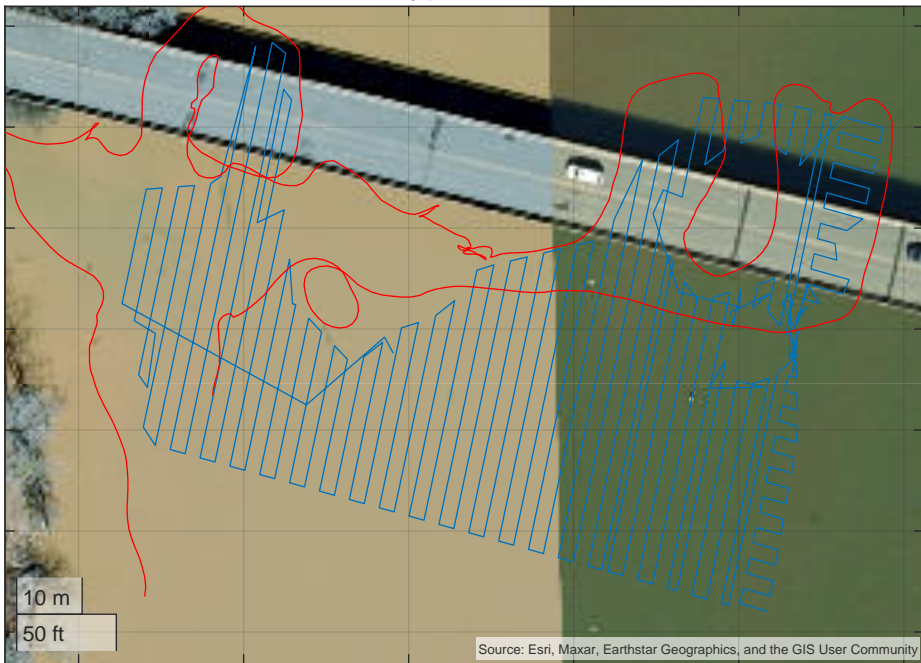 10 m
50 ft
Source: Esri, Maxar, Earthstar Geographics, and the GIS User Community